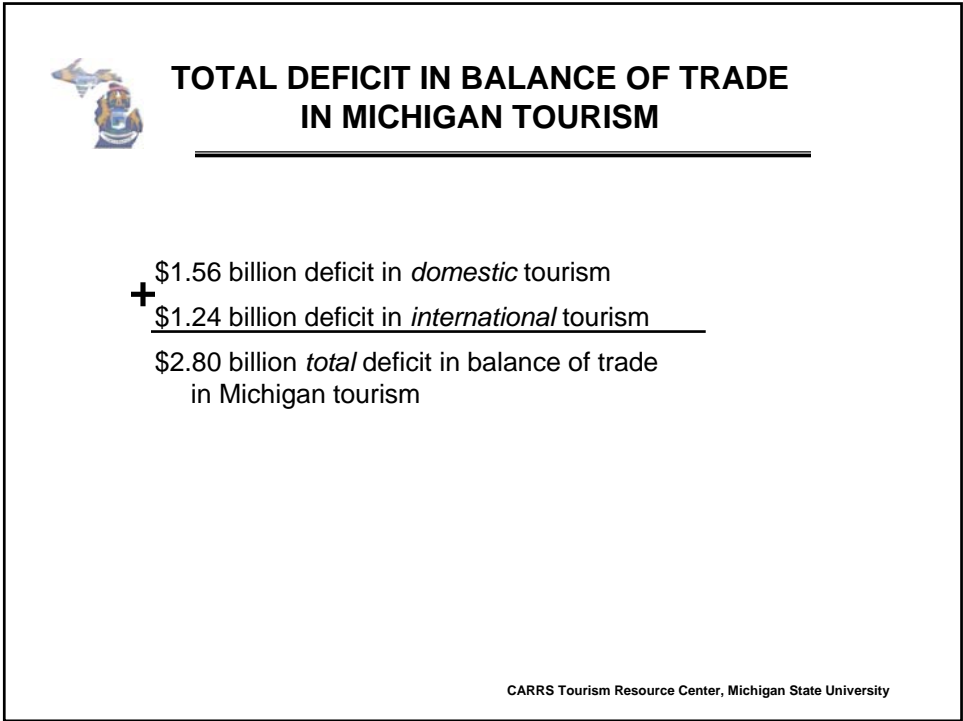 TOTAL DEFICIT IN BALANCE OF TRADE
IN MICHIGAN TOURISM
$1.56 billion deficit in domestic tourism
+
$1.24 billion deficit in international tourism
$2.80 billion total deficit in balance of trade
in Michigan tourism
CARRS Tourism Resource Center, Michigan State University